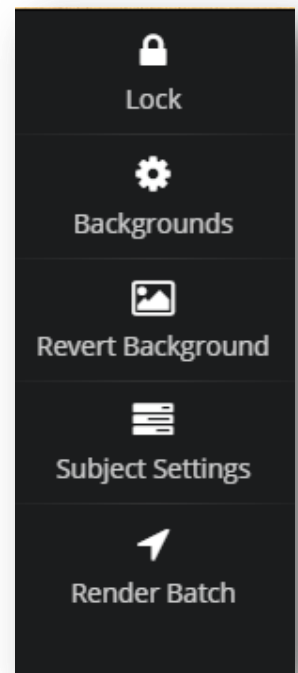 Lock
Backgrounds
Revert Background
Subject Settings
Render Batch